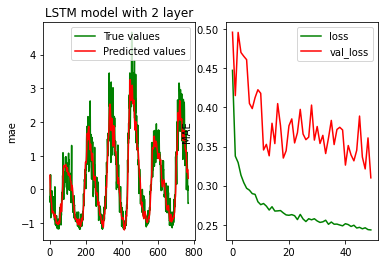 LSTM model with 2 layer
True values
Predicted values
mae
4
3
2
1
0
−1
0
200
400
600
800
loss
val_loss
MAE
0.50
0.45
0.40
0.35
0.30
0.25
0
20
40